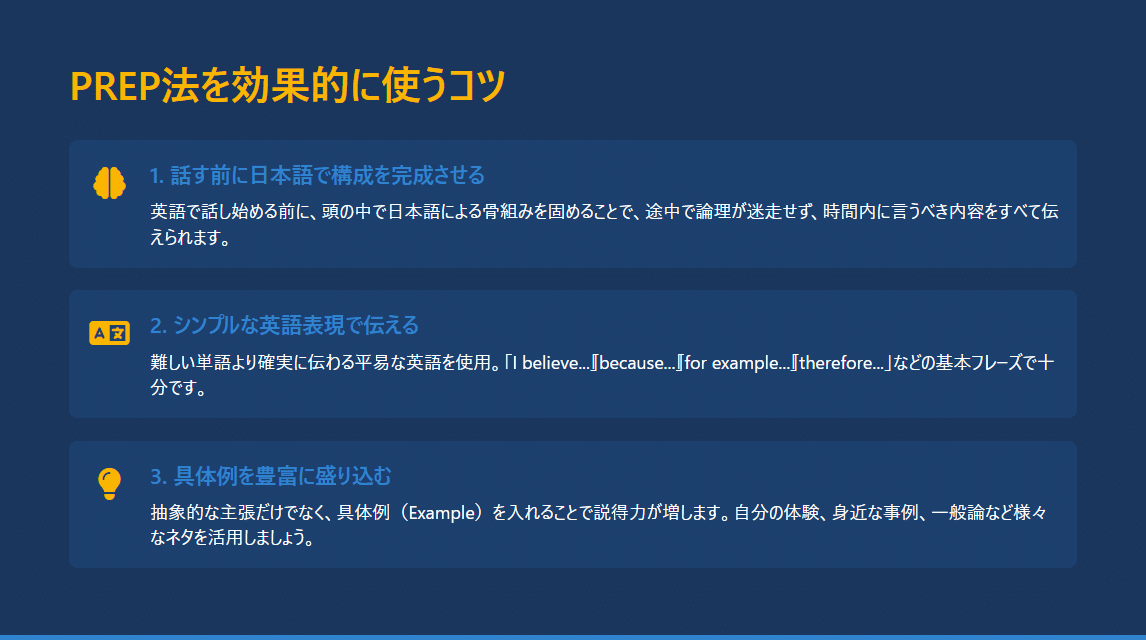 PREP法を効果的に使うコツ
1. 話す前に日本語で構成を完成させる
英語で話し始める前に、頭の中で日本語による骨組みを固めることで、途中で論理が迷走せず、時間内に言うべき内容をすべて伝
えられます。
A 文
2. シンプルな英語表現で伝える
難しい単語より確実に伝わる平易な英語を使用。「I believe...」「because...」「for example...」「therefore...」などの基本フレーズで十
分です。
3. 具体例を豊富に盛り込む
抽象的な主張だけでなく、具体例（Example）を入れることで説得力が増します。自分の体験、身近な事例、一般論など様々
なネタを活用しましょう。